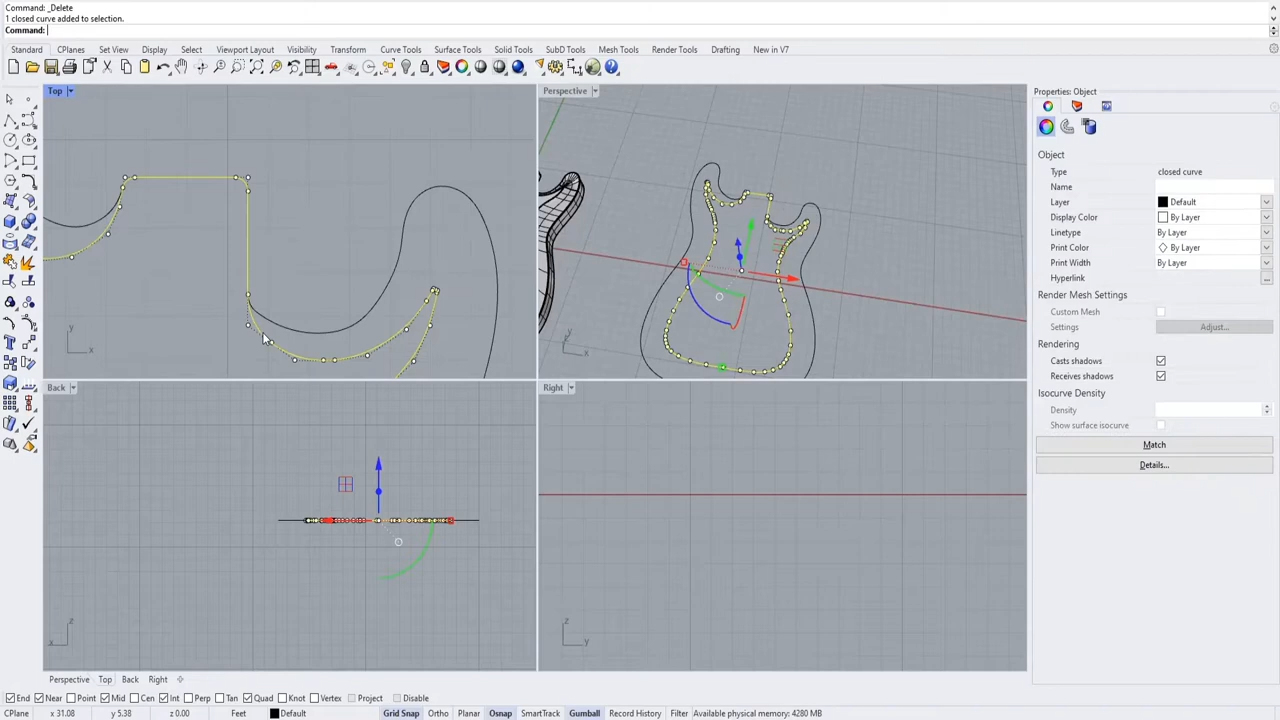 Command: _Delete
1 closed curve added to selection.
Command:
Standard CPlanes Set View Display Select Viewport Layout Visibility Transform Curve Tools Surface Tools Solid Tools SubD Tools Mesh Tools Render Tools Drafting New in V7
Top
Perspective
Properties: Object
Object
Type closed curve
Name
Layer Default
Display Color By Layer
Linetype By Layer
Print Color By Layer
Print Width By Layer
Hyperlink ...
Render Mesh Settings
Custom Mesh
Settings Adjust...
Rendering
Casts shadows
Receives shadows
Isocurve Density
Density
Show surface isocurve
Match
Details...
y
x
y
x
Back
Right
z
x
z
y
Perspective Top Back Right
End Near Point Mid Cen Int Perp Tan Quad Knot Vertex Project Disable
CPlane x 31.08 y 5.38 z 0.00 Feet Default Grid Snap Ortho Planar Osnap SmartTrack Gumball Record History Filter Available physical memory: 4280 MB